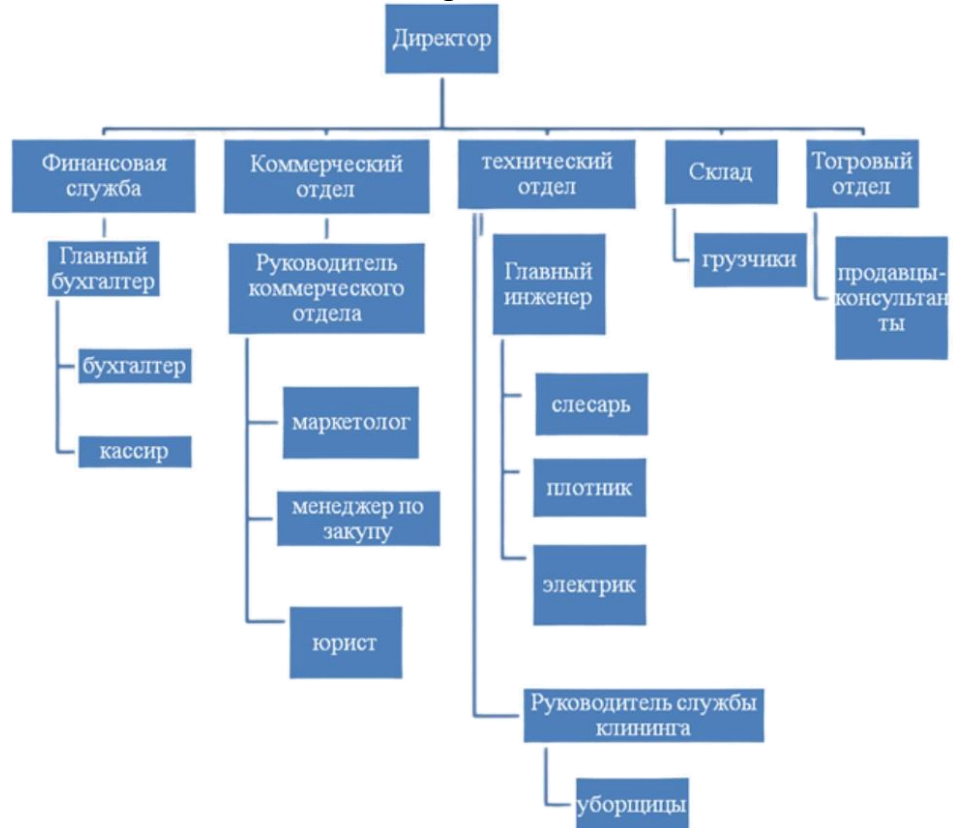 Директор
Финансовая
служба
Коммерческий
отдел
технический
отдел
Склад
Тогровый
отдел
Главный
бухгалтер
бухгалтер
кассир
Руководитель
коммерческого
отдела
маркетолог
менеджер по
закупу
юрист
Главный
инженер
слесарь
плотник
электрик
Руководитель службы
клининга
уборщицы
грузчики
продавцы-
консультан
ты